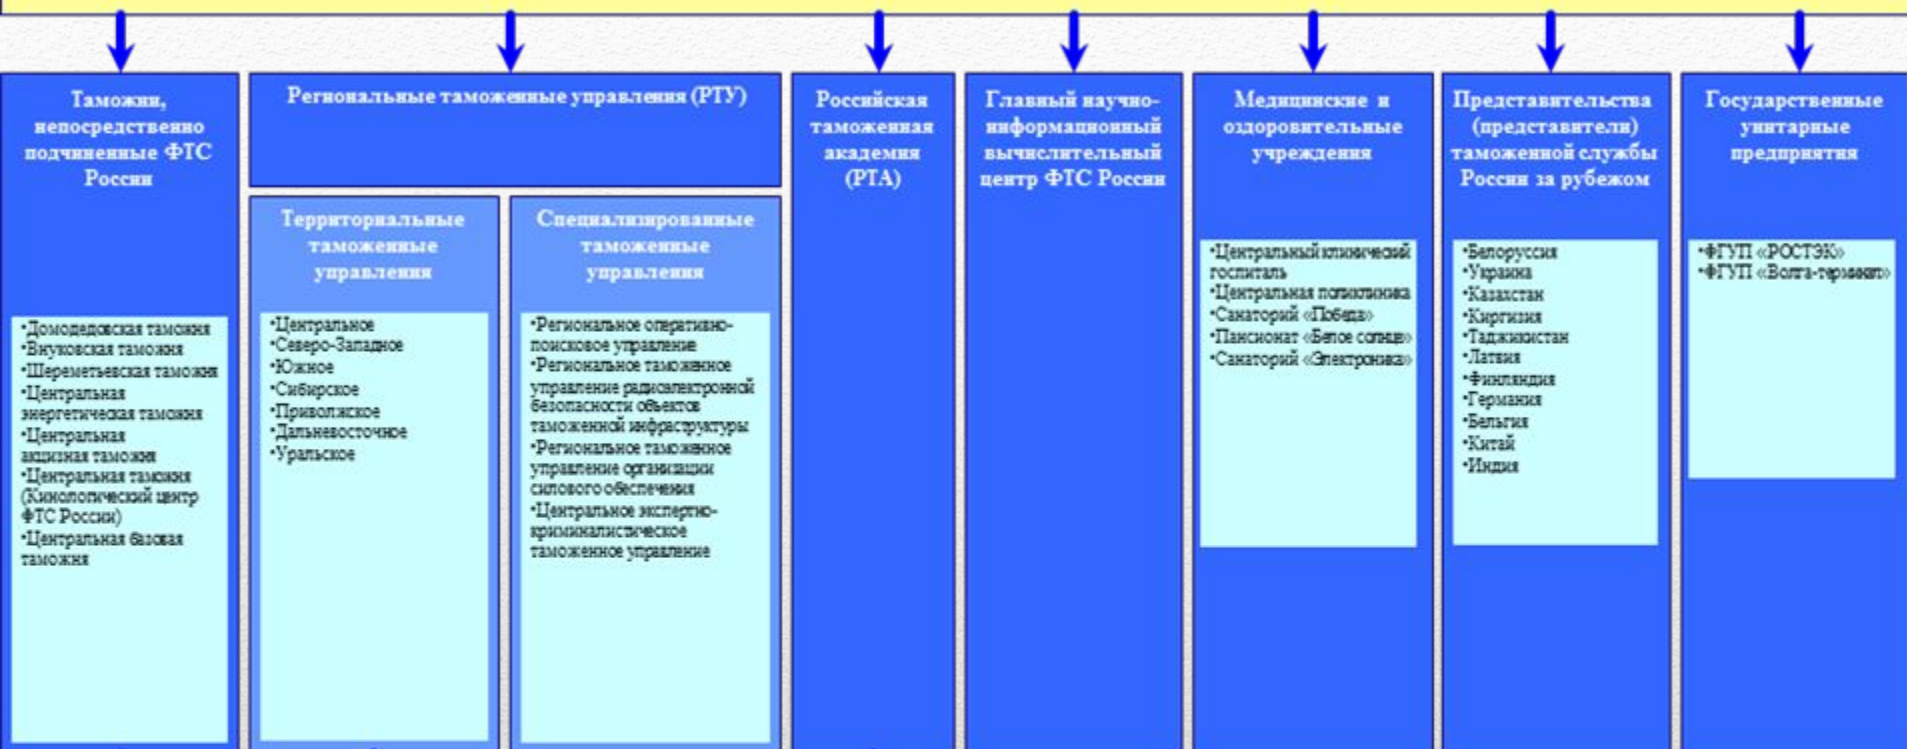 Таможни,
непосредственно
подчиненные ФТС
России
•Домодедовская таможня
•Внуковская таможня
•Шереметьевская таможня
•Центральная
энергетическая таможня
•Центральная
акцизная таможня
•Центральная таможня
(Кинологический центр
ФТС России)
•Центральная базовая
таможня
Региональные таможенные управления (РТУ)
Территориальные
таможенные
управления
•Центральное
•Северо-Западное
•Южное
•Сибирское
•Приволжское
•Дальневосточное
•Уральское
Специализированные
таможенные
управления
•Региональное оперативно-
поисковое управление
•Региональное таможенное
управление радиоэлектронной
безопасности объектов
таможенной инфраструктуры
•Региональное таможенное
управление организации
силового обеспечения
•Центральное экспертно-
криминалистическое
таможенное управление
Российская
таможенная
академия
(РТА)
Главный научно-
информационный
вычислительный
центр ФТС России
Медицинские и
оздоровительные
учреждения
•Центральный клинический
госпиталь
•Центральная поликлиника
•Санаторий «Победа»
•Пансионат «Белое солнце»
•Санаторий «Электроника»
Представительства
(представители)
таможенной службы
России за рубежом
•Белоруссия
•Украина
•Казахстан
•Киргизия
•Таджикистан
•Латвия
•Финляндия
•Германия
•Бельгия
•Китай
•Индия
Государственные
унитарные
предприятия
•ФГУП «РОСТЭК»
•ФГУП «Волга-терминал»